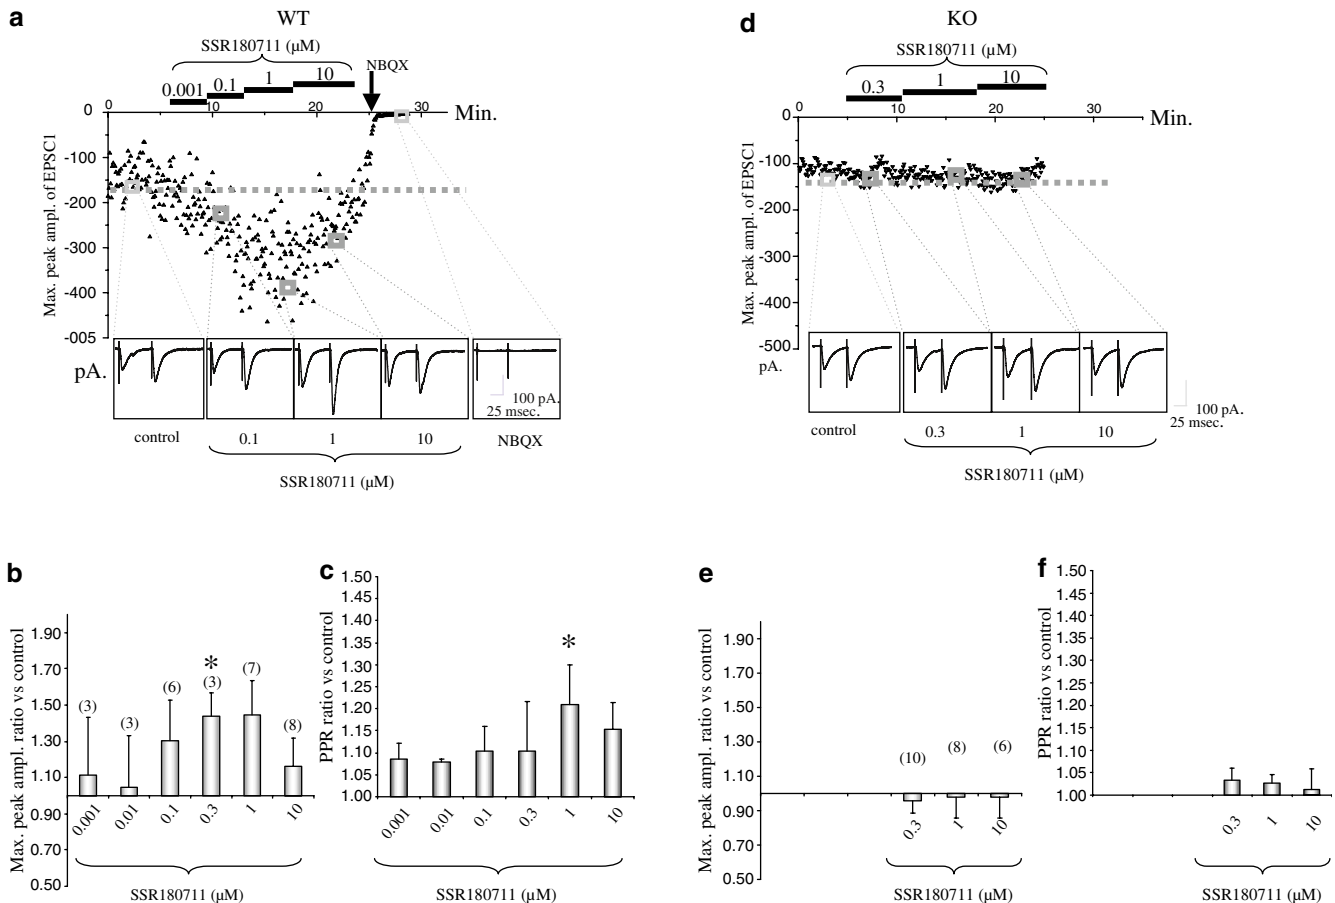 a
WT
SSR180711 (µM)
0.001
0.1
1
10
NBQX
0
10
20
30
Min.
0
-100
-200
-300
-400
-005
Max. peak ampl. of EPSC1
pA.
100 pA.
25 msec.
control
0.1
1
10
NBQX
SSR180711 (µM)
d
KO
SSR180711 (µM)
0.3
1
10
0
10
20
30
Min.
0
-100
-200
-300
-400
-500
pA.
Max. peak ampl. of EPSC1
100 pA.
25 msec.
control
0.3
1
10
SSR180711 (µM)
b
Max. peak ampl. ratio vs control
1.90
1.70
1.50
1.30
1.10
0.90
0.70
0.50
(3)
(3)
(6)
*
(3)
(7)
(8)
0.001
0.01
0.1
0.3
1
10
SSR180711 (µM)
c
PPR ratio vs control
1.50
1.45
1.40
1.35
1.30
1.25
1.20
1.15
1.10
1.05
1.00
*
0.001
0.01
0.1
0.3
1
10
SSR180711 (µM)
e
Max. peak ampl. ratio vs control
1.90
1.70
1.50
1.30
1.10
0.90
0.70
0.50
(10)
(8)
(6)
0.3
1
10
SSR180711 (µM)
f
PPR ratio vs control
1.50
1.45
1.40
1.35
1.30
1.25
1.20
1.15
1.10
1.05
1.00
0.3
1
10
SSR180711 (µM)